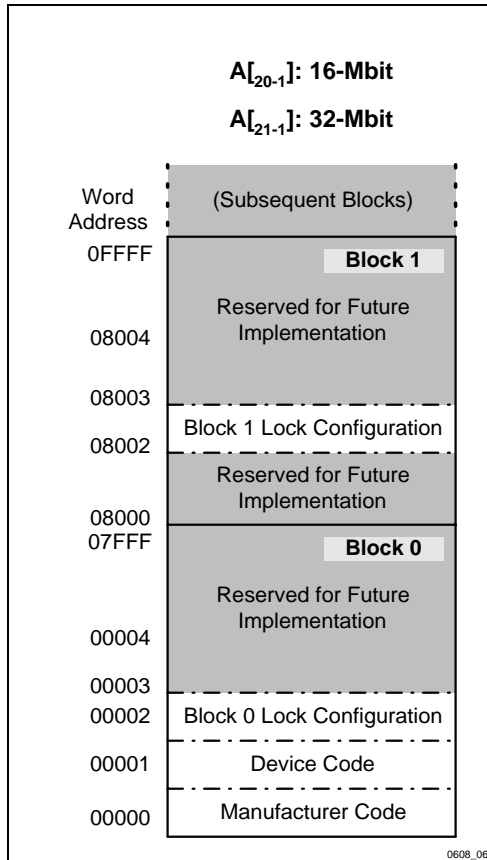 A[20-1]: 16-Mbit
A[21-1]: 32-Mbit
Word
Address
(Subsequent Blocks)
0FFFF
Block 1
Reserved for Future
Implementation
08004
08003
Block 1 Lock Configuration
08002
Reserved for Future
Implementation
08000
07FFF
Block 0
Reserved for Future
Implementation
00004
00003
00002
Block 0 Lock Configuration
00001
Device Code
00000
Manufacturer Code
0608_06